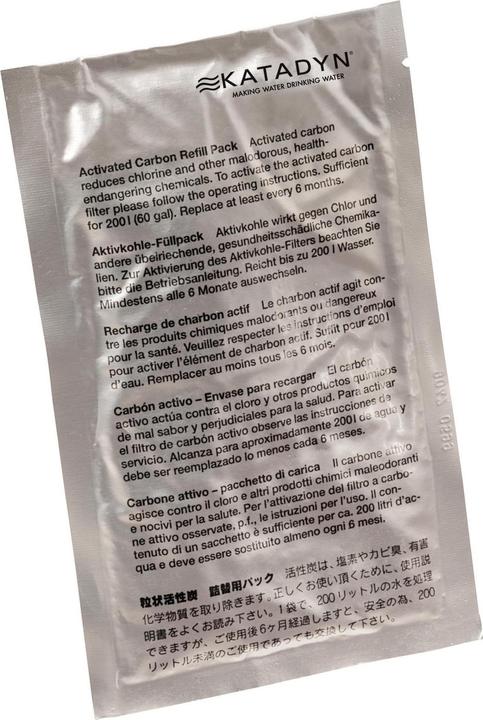 KATADYN®
MAKING WATER DRINKING WATER
Activated Carbon Refill Pack Activated carbon
reduces chlorine and other malodorous, health-
endangering chemicals. To activate the activated carbon
filter please follow the operating instructions. Sufficient
for 200 l (60 gal). Replace at least every 6 months.
Aktivkohle-Füllpack Aktivkohle wirkt gegen Chlor und
andere übeiriechende, gesundheitsschädliche Chemika-
lien. Zur Aktivierung des Aktivkohle-Filters beachten Sie
bitte die Betriebsanleitung. Reicht bis zu 200 l Wasser.
Mindestens alle 6 Monate auswechseln.
Recharge de charbon actif Le charbon actif agit con-
tre les produits chimiques malodorants ou dangereux
pour la santé. Veuillez respecter les instructions d'emploi
pour activer l'élément de charbon actif. Suffit pour 200 l
d'eau. Remplacer au moins tous les 6 mois.
Carbón activo – Envase para recargar El carbón
activo actúa contra el cloro y otros productos químicos
de mal sabor y perjudiciales para la salud. Para activar
el filtro de carbón activo observe las instrucciones de
servicio. Alcanza para aproximadamente 200 l de agua y
debe ser reemplazado lo menos cada 6 meses.
Carbone attivo – pacchetto di carica Il carbone attivo
agisce contro il cloro e altri prodotti chimici maleodoranti
e nocivi per la salute. Per l'attivazione del filtro a carbo-
ne attivo osservate, p.f., le istruzioni per l'uso. Il con-
tenuto di un sacchetto è sufficiente per ca. 200 litri d'ac-
qua e deve essere sostituito almeno ogni 6 mesi.
粒状活性炭 詰替用パック 活性炭は、塩素やカビ臭、有害
化学物質を取り除きます。正しくお使い頂くために、使用説
明書をよくお読み下さい。1袋で、200リットルの水を処理
できますが、ご使用後6ヶ月経過しますと、安全の為、200
リットル未満のご使用であっても交換して下さい。